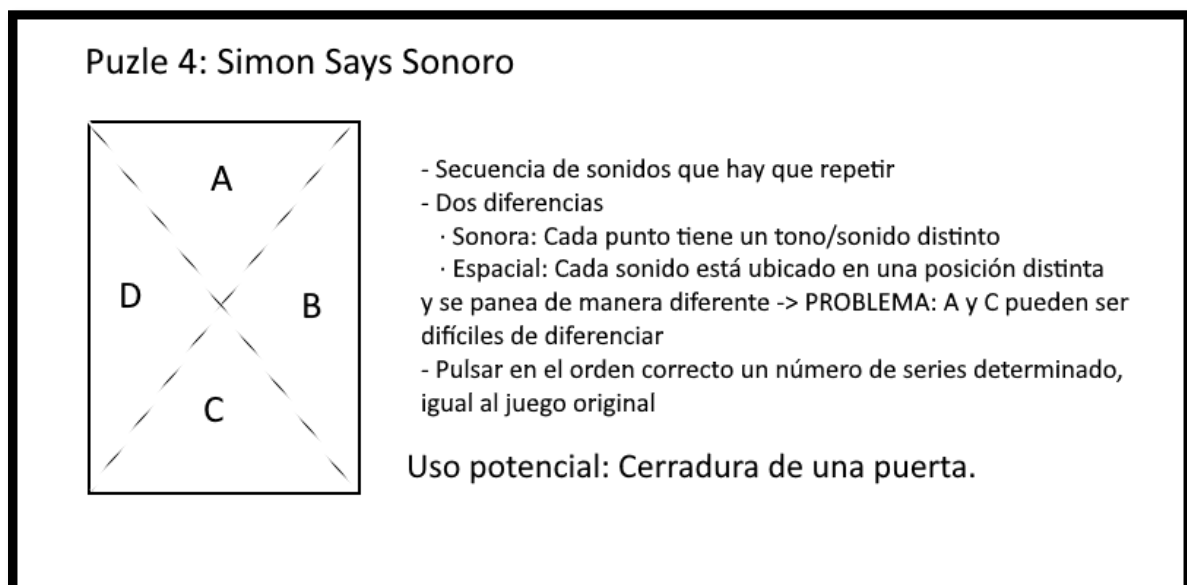 Puzle 4: Simon Says Sonoro
A
D
B
C
- Secuencia de sonidos que hay que repetir
- Dos diferencias
· Sonora: Cada punto tiene un tono/sonido distinto
· Espacial: Cada sonido está ubicado en una posición distinta
y se panea de manera diferente -> PROBLEMA: A y C pueden ser
difíciles de diferenciar
- Pulsar en el orden correcto un número de series determinado,
igual al juego original
Uso potencial: Cerradura de una puerta.